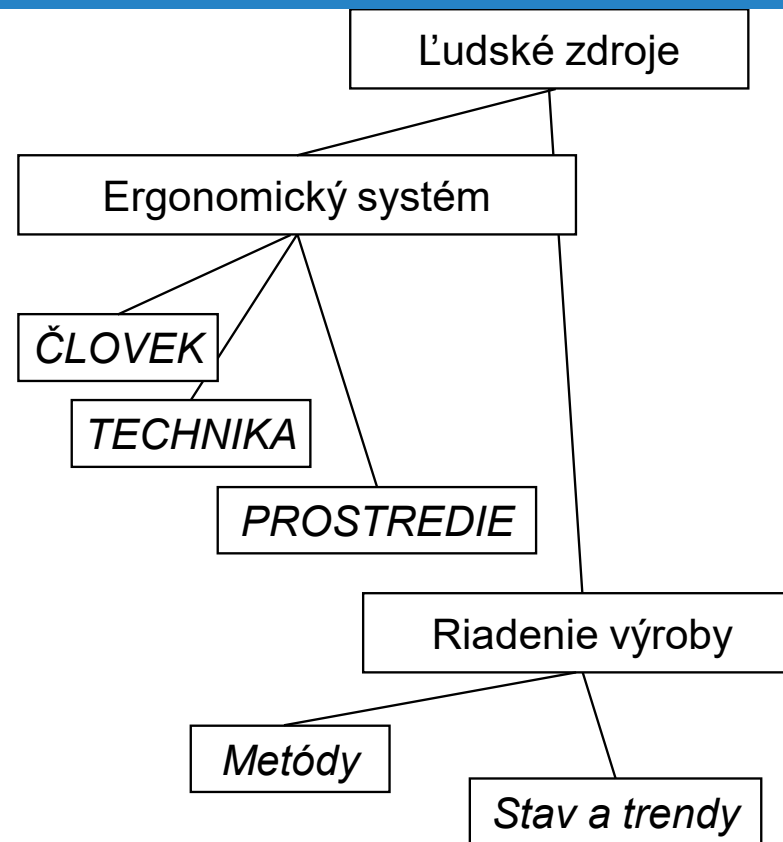 Ľudské zdroje
Ergonomický systém
ČLOVEK
TECHNIKA
PROSTREDIE
Riadenie výroby
Metódy
Stav a trendy